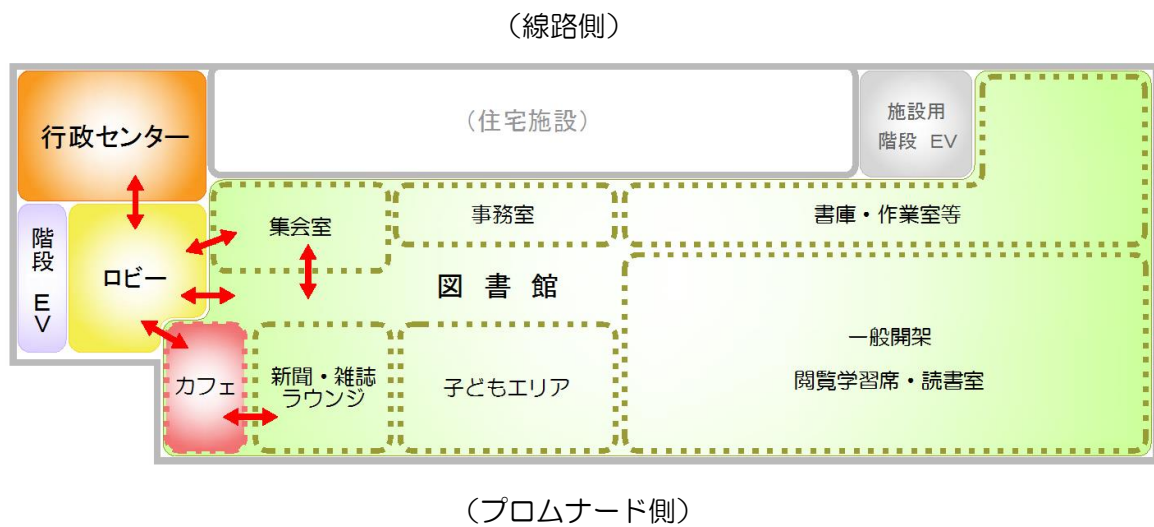 （線路側）
行政センター
（住宅施設）
施設用
階段 EV
階段 EV
ロビー
集会室
事務室
書庫・作業室等
図書館
カフェ
新聞・雑誌
ラウンジ
子どもエリア
一般開架
閲覧学習席・読書室
（プロムナード側）